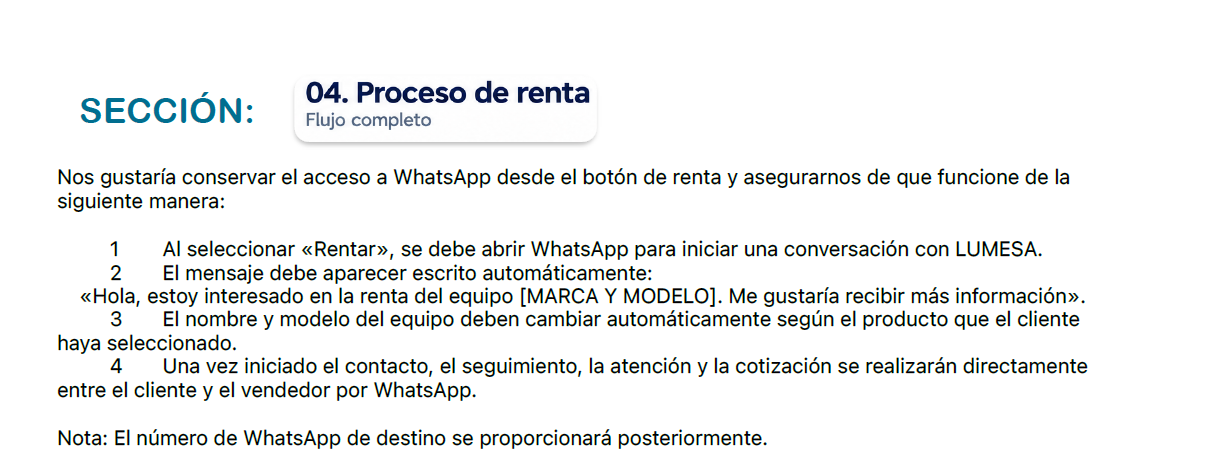 SECCIÓN:
04. Proceso de renta
Flujo completo
Nos gustaría conservar el acceso a WhatsApp desde el botón de renta y asegurarnos de que funcione de la
siguiente manera:
1 Al seleccionar «Rentar», se debe abrir WhatsApp para iniciar una conversación con LUMESA.
2 El mensaje debe aparecer escrito automáticamente:
«Hola, estoy interesado en la renta del equipo [MARCA Y MODELO]. Me gustaría recibir más información».
3 El nombre y modelo del equipo deben cambiar automáticamente según el producto que el cliente
haya seleccionado.
4 Una vez iniciado el contacto, el seguimiento, la atención y la cotización se realizarán directamente
entre el cliente y el vendedor por WhatsApp.
Nota: El número de WhatsApp de destino se proporcionará posteriormente.